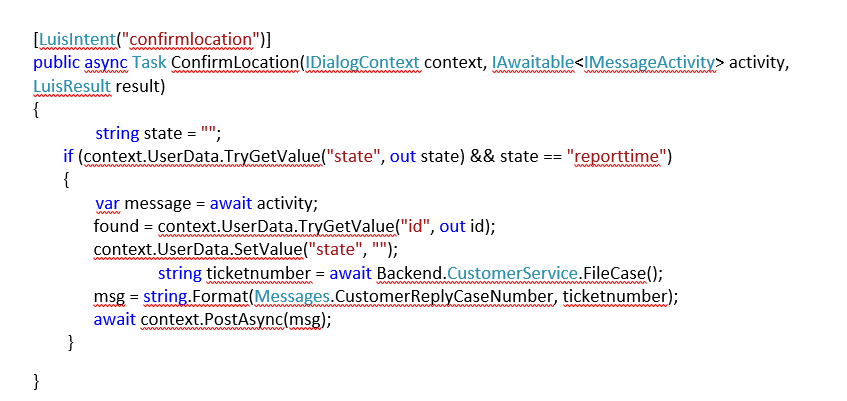 [LuisIntent("confirmlocation")]
public async Task ConfirmLocation(IDialogContext context, IAwaitable<IMessageActivity> activity,
LuisResult result)
{
string state = "";
if (context.UserData.TryGetValue("state", out state) && state == "reporttime")
{
var message = await activity;
found = context.UserData.TryGetValue("id", out id);
context.UserData.SetValue("state", "");
string ticketnumber = await Backend.CustomerService.FileCase();
msg = string.Format(Messages.CustomerReplyCaseNumber, ticketnumber);
await context.PostAsync(msg);
}
}